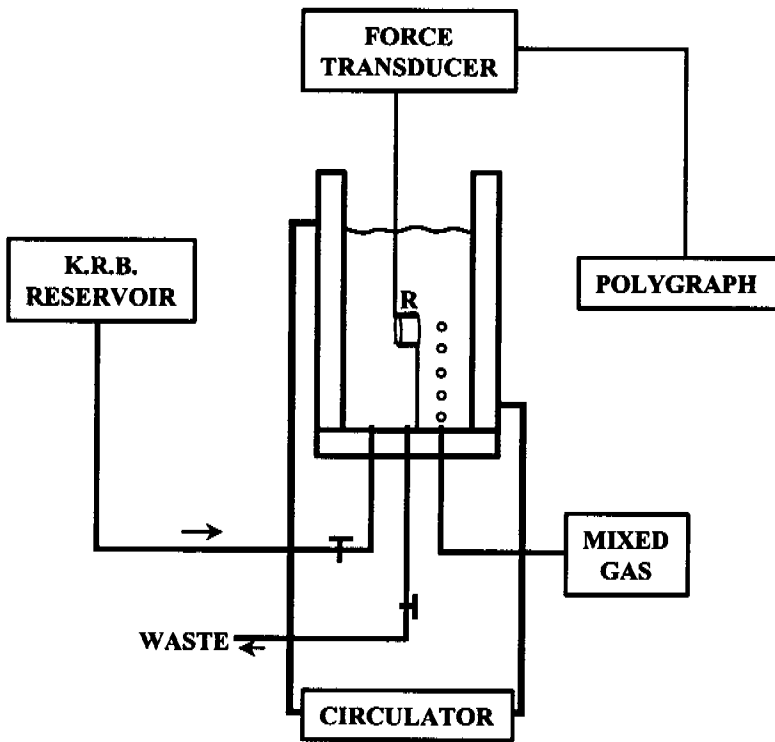 FORCE
TRANSDUCER
K.R.B.
RESERVOIR
POLYGRAPH
R
MIXED
GAS
WASTE
CIRCULATOR